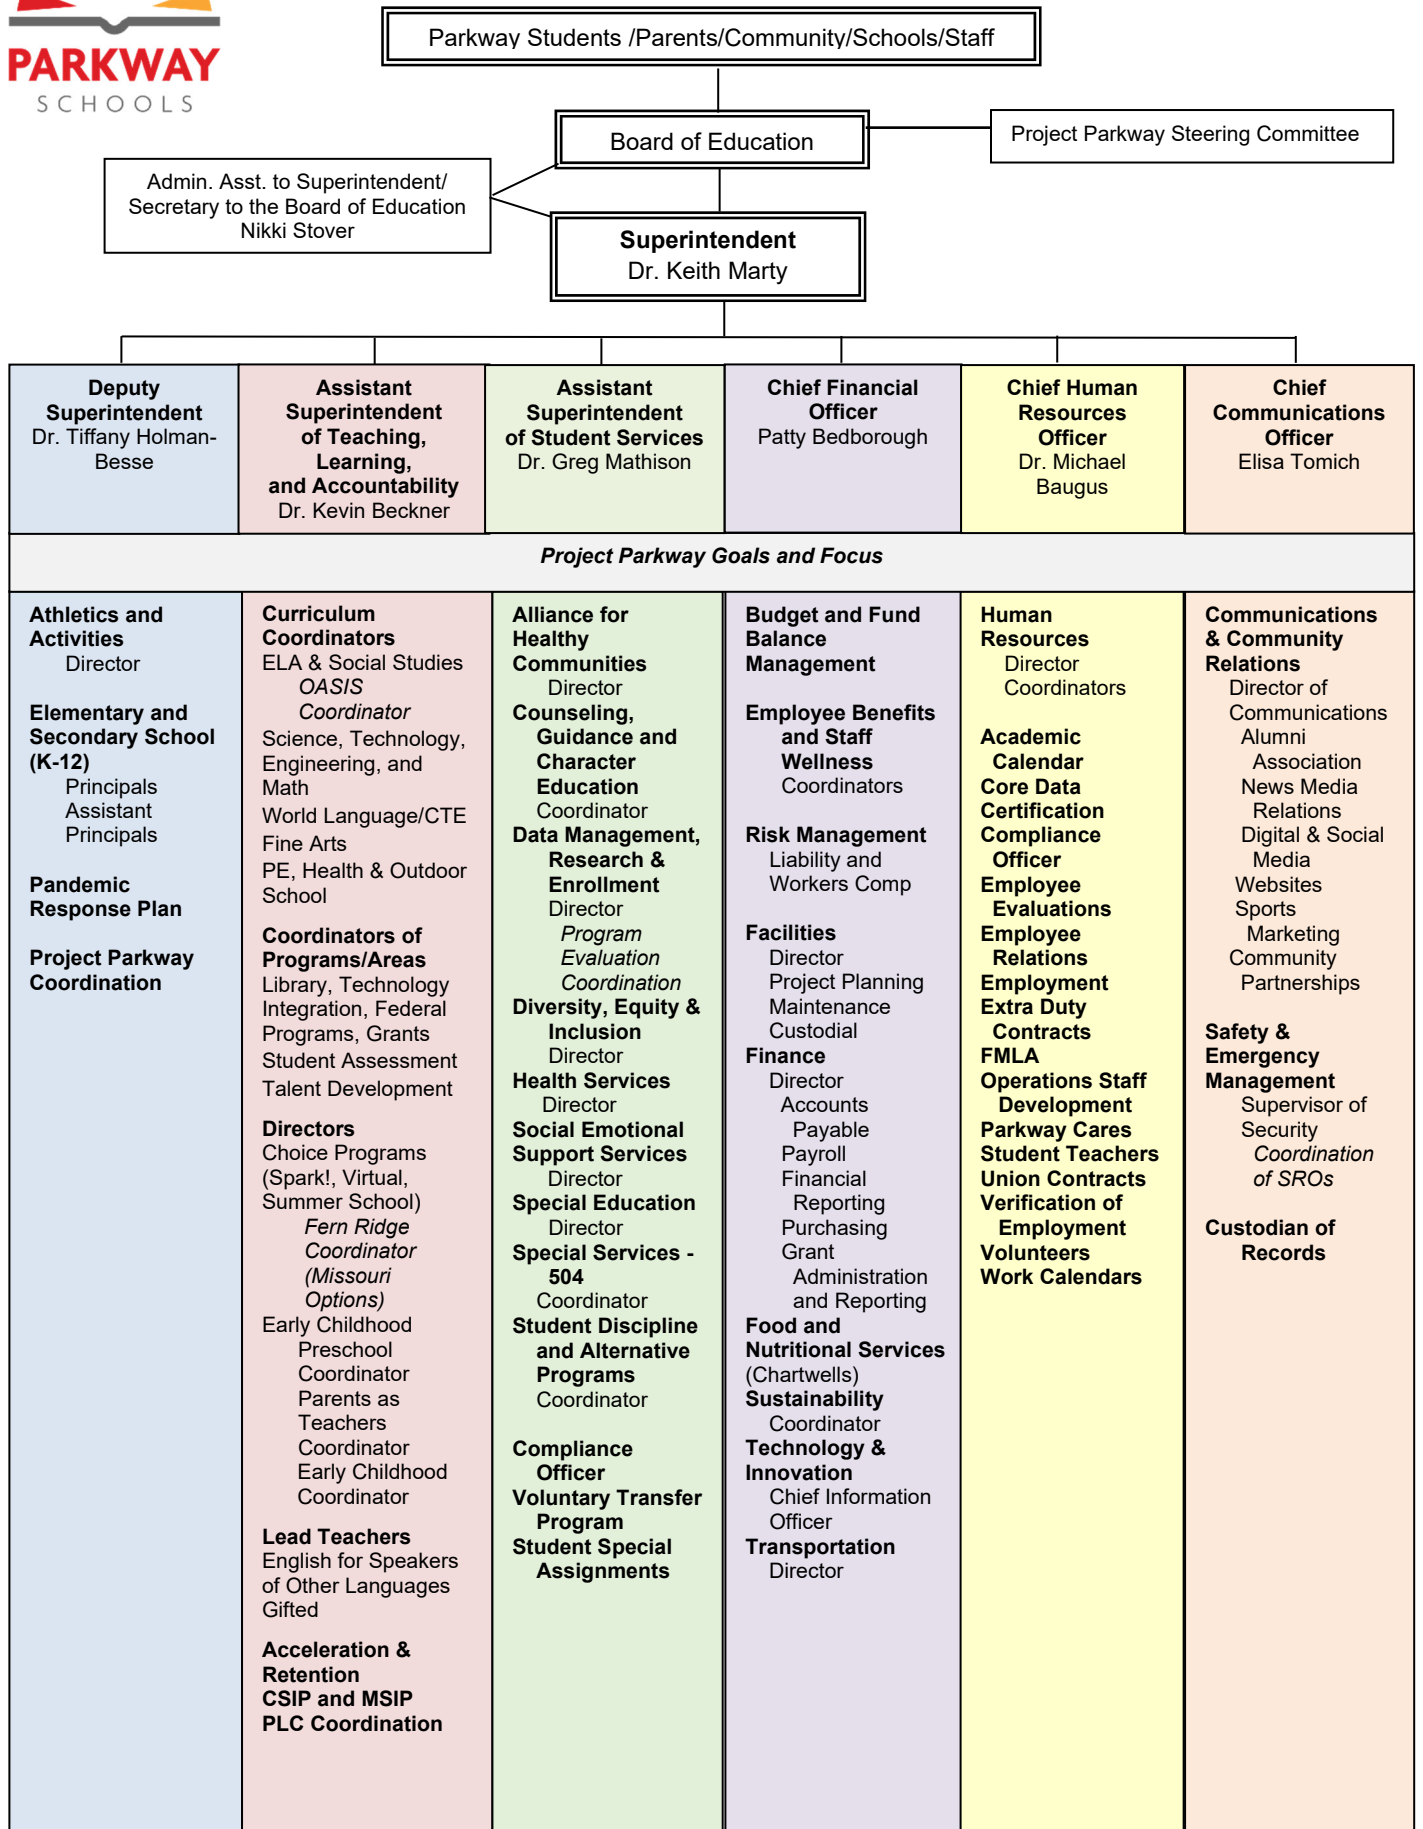 PARKWAY
SCHOOLS
Parkway Students /Parents/Community/Schools/Staff
Board of Education
Project Parkway Steering Committee
Admin. Asst. to Superintendent/
Secretary to the Board of Education
Nikki Stover
Superintendent
Dr. Keith Marty
Deputy
Superintendent
Dr. Tiffany Holman-
Besse
Assistant
Superintendent
of Teaching,
Learning,
and Accountability
Dr. Kevin Beckner
Assistant
Superintendent
of Student Services
Dr. Greg Mathison
Chief Financial
Officer
Patty Bedborough
Chief Human
Resources
Officer
Dr. Michael
Baugus
Chief
Communications
Officer
Elisa Tomich
Project Parkway Goals and Focus
Athletics and
Activities
Director
Elementary and
Secondary School
(K-12)
Principals
Assistant
Principals
Pandemic
Response Plan
Project Parkway
Coordination
Curriculum
Coordinators
ELA & Social Studies
OASIS
Coordinator
Science, Technology,
Engineering, and
Math
World Language/CTE
Fine Arts
PE, Health & Outdoor
School
Coordinators of
Programs/Areas
Library, Technology
Integration, Federal
Programs, Grants
Student Assessment
Talent Development
Directors
Choice Programs
(Spark!, Virtual,
Summer School)
Fern Ridge
Coordinator
(Missouri
Options)
Early Childhood
Preschool
Coordinator
Parents as
Teachers
Coordinator
Early Childhood
Coordinator
Lead Teachers
English for Speakers
of Other Languages
Gifted
Acceleration &
Retention
CSIP and MSIP
PLC Coordination
Alliance for
Healthy
Communities
Director
Counseling,
Guidance and
Character
Education
Coordinator
Data Management,
Research &
Enrollment
Director
Program
Evaluation
Coordination
Diversity, Equity &
Inclusion
Director
Health Services
Director
Social Emotional
Support Services
Director
Special Education
Director
Special Services -
504
Coordinator
Student Discipline
and Alternative
Programs
Coordinator
Compliance
Officer
Voluntary Transfer
Program
Student Special
Assignments
Budget and Fund
Balance
Management
Employee Benefits
and Staff
Wellness
Coordinators
Risk Management
Liability and
Workers Comp
Facilities
Director
Project Planning
Maintenance
Custodial
Finance
Director
Accounts
Payable
Payroll
Financial
Reporting
Purchasing
Grant
Administration
and Reporting
Food and
Nutritional Services
(Chartwells)
Sustainability
Coordinator
Technology &
Innovation
Chief Information
Officer
Transportation
Director
Human
Resources
Director
Coordinators
Academic
Calendar
Core Data
Certification
Compliance
Officer
Employee
Evaluations
Employee
Relations
Employment
Extra Duty
Contracts
FMLA
Operations Staff
Development
Parkway Cares
Student Teachers
Union Contracts
Verification of
Employment
Volunteers
Work Calendars
Communications
& Community
Relations
Director of
Communications
Alumni
Association
News Media
Relations
Digital & Social
Media
Websites
Sports
Marketing
Community
Partnerships
Safety &
Emergency
Management
Supervisor of
Security
Coordination
of SROs
Custodian of
Records